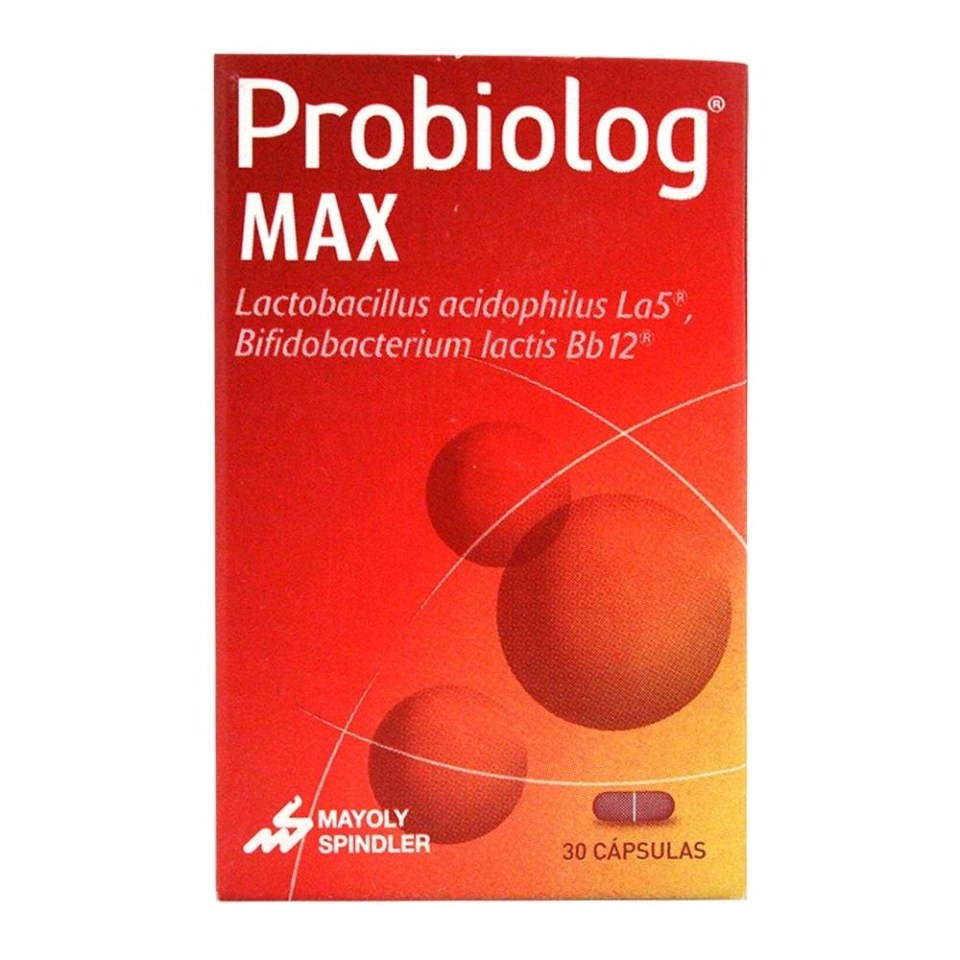 Probiolog®
MAX
Lactobacillus acidophilus La5®,
Bifidobacterium lactis Bb12®
MAYOLY
SPINDLER
30 CÁPSULAS